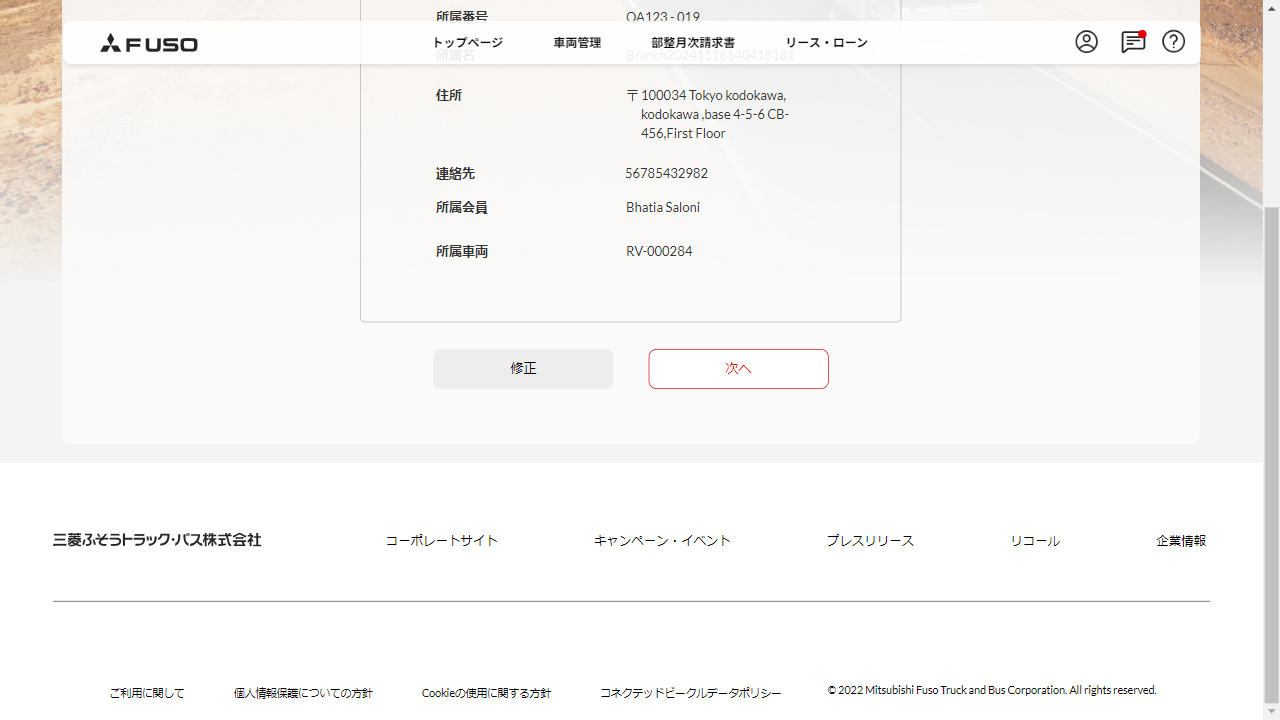 所属番号
OA123 - 019
FUSO
トップページ
車両管理
部整月次請求書
リース・ローン
所属名
Branch20241116140418181
住所
〒100034 Tokyo kodokawa,
kodokawa ,base 4-5-6 CB-
456,First Floor
連絡先
56785432982
所属会員
Bhatia Saloni
所属車両
RV-000284
修正
次へ
三菱ふそうトラック・バス株式会社
コーポレートサイト
キャンペーン・イベント
プレスリリース
リコール
企業情報
ご利用に関して
個人情報保護についての方針
Cookieの使用に関する方針
コネクテッドビークルデータポリシー
© 2022 Mitsubishi Fuso Truck and Bus Corporation. All rights reserved.